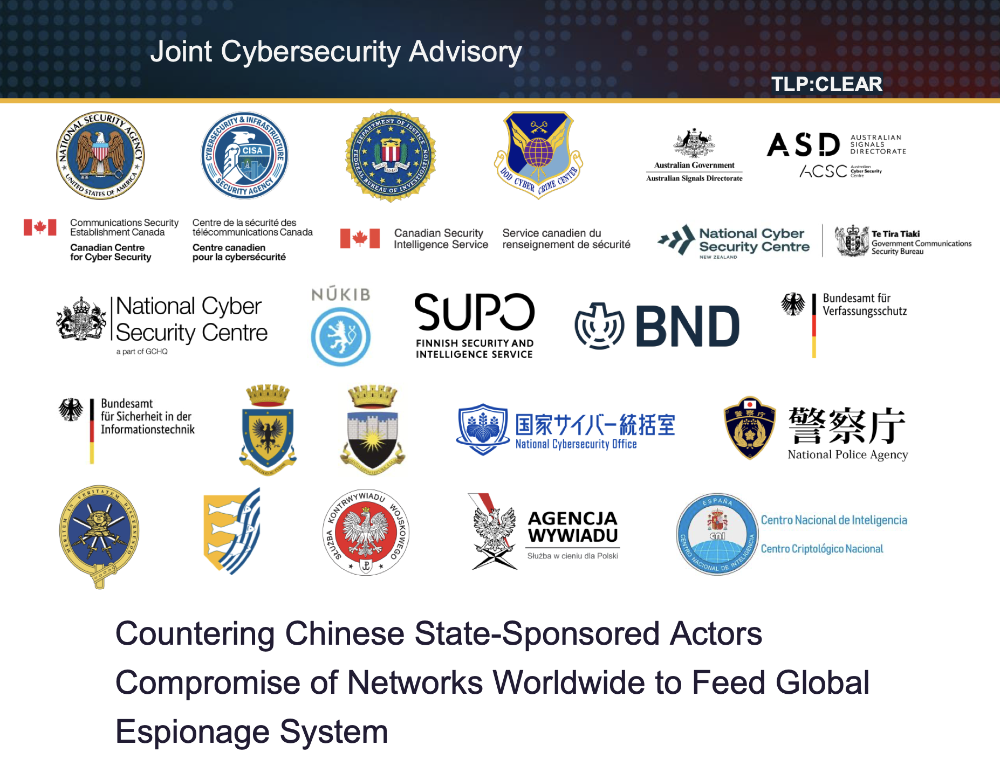 Joint Cybersecurity Advisory
TLP:CLEAR
NATIONAL SECURITY AGENCY
UNITED STATES OF AMERICA
CYBERSECURITY & INFRASTRUCTURE
CISA
SECURITY AGENCY
DEPARTMENT OF JUSTICE
FEDERAL BUREAU OF INVESTIGATION
DOD CYBER CRIME CENTER
Australian Government
Australian Signals Directorate
ASD
AUSTRALIAN
SIGNALS
DIRECTORATE
ACSC
Australian
Cyber Security
Centre
Communications Security
Establishment Canada
Canadian Centre
for Cyber Security
Centre de la sécurité des
télécommunications Canada
Centre canadien
pour la cybersécurité
Canadian Security
Intelligence Service
Service canadien du
renseignement de sécurité
National Cyber
Security Centre
NEW ZEALAND
Te Tira Tiaki
Government Communications
Security Bureau
National Cyber
Security Centre
a part of GCHQ
NÚKIB
SUPO
FINNISH SECURITY AND
INTELLIGENCE SERVICE
BND
Bundesamt für
Verfassungsschutz
Bundesamt
für Sicherheit in der
Informationstechnik
国家サイバー統括室
National Cybersecurity Office
警察庁
警察庁
National Police Agency
MERITUM IN VERITATEM DISCERNENDO
SŁUŻBA KONTRWYWIADU WOJSKOWEGO
AGENCJA
WYWIADU
Służba w cieniu dla Polski
ESPAÑA
cni
CENTRO NACIONAL DE INTELIGENCIA
Centro Nacional de Inteligencia
Centro Criptológico Nacional
Countering Chinese State-Sponsored Actors
Compromise of Networks Worldwide to Feed Global
Espionage System